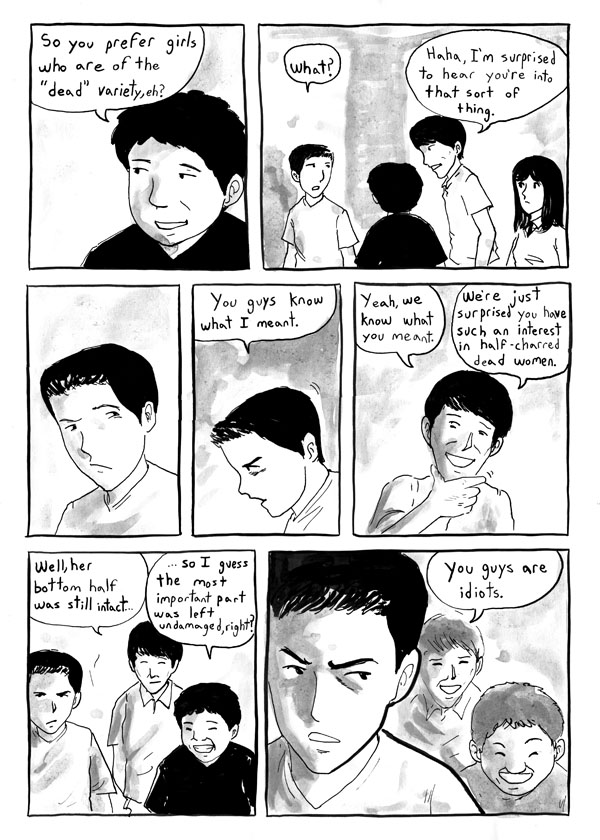 So you prefer girls
who are of the
"dead" variety, eh?
What?
Haha, I'm surprised
to hear you're into
that sort of
thing.
You guys know
what I meant.
Yeah, we
know what
you meant.
We're just
surprised you have
such an interest
in half-charred
dead women.
Well, her
bottom half
was still intact...
... so I guess
the most
important part
was left
undamaged, right?
You guys are
idiots.